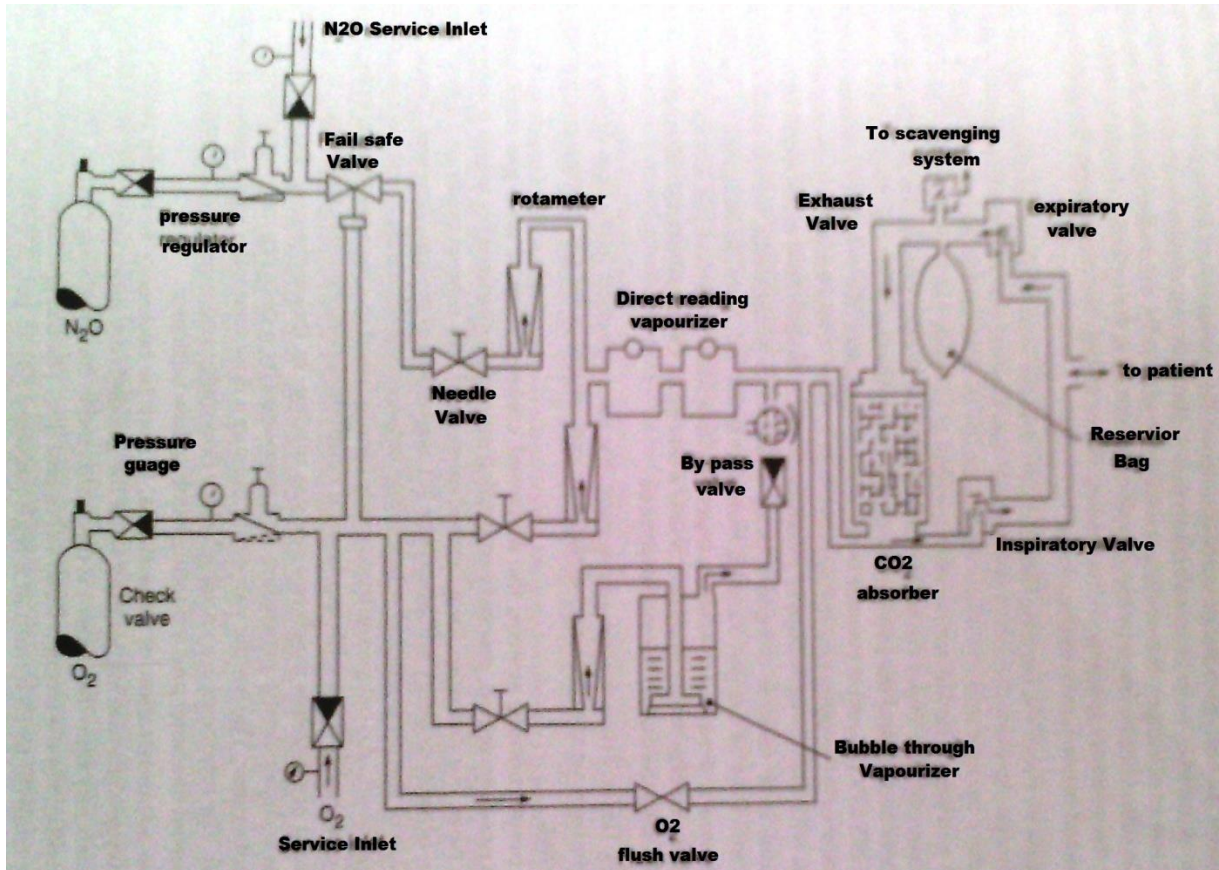 N2O Service Inlet
Fail safe
Valve
To scavenging
system
pressure
regulator
rotameter
Exhaust
Valve
expiratory
valve
N2O
Direct reading
vapourizer
to patient
Needle
Valve
Pressure
guage
Reservior
Bag
By pass
valve
Inspiratory Valve
CO2
absorber
Check
valve
O2
Bubble through
Vapourizer
O2
Service Inlet
O2
flush valve